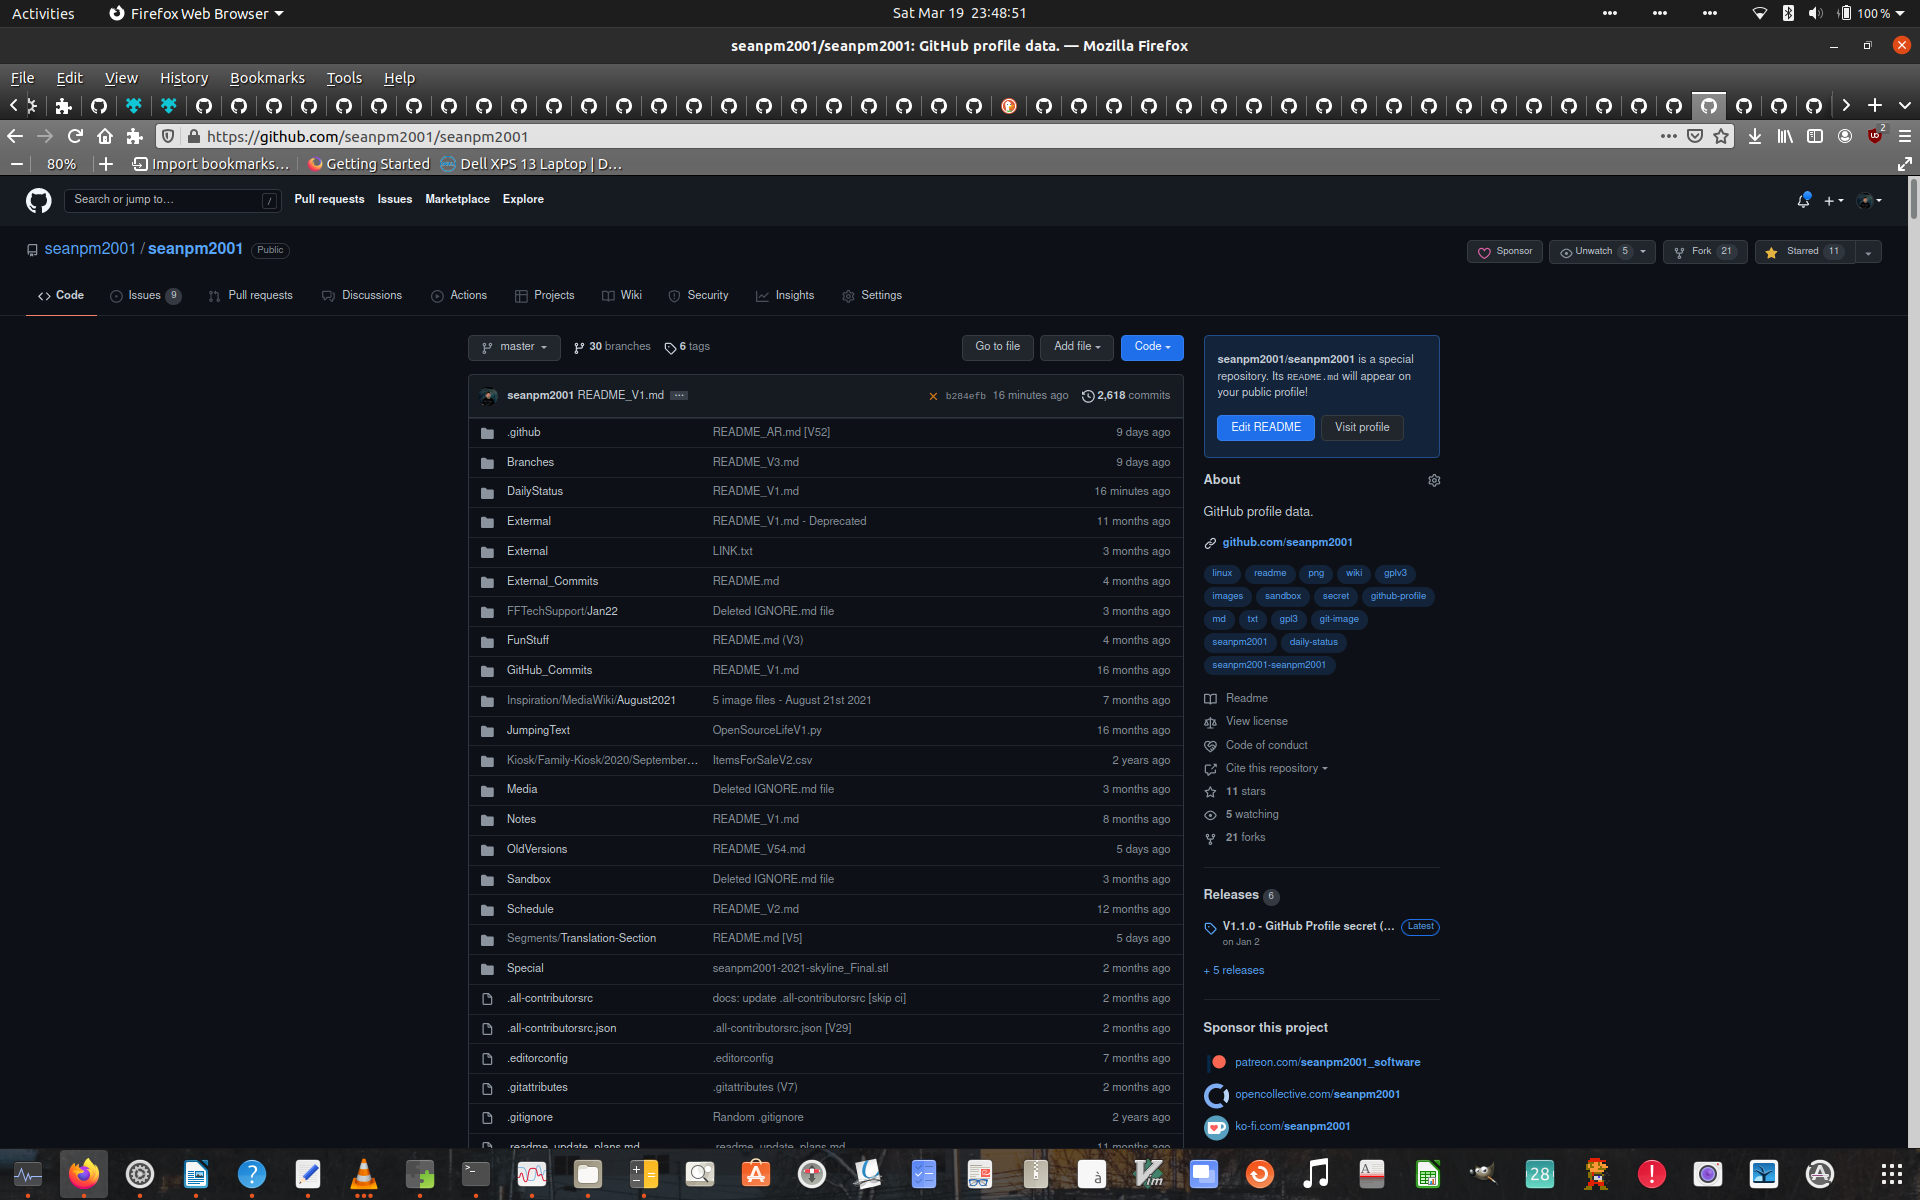 Activities Firefox Web Browser Sat Mar 19 23:48:51 100 %
seanpm2001/seanpm2001: GitHub profile data. — Mozilla Firefox
File Edit View History Bookmarks Tools Help
https://github.com/seanpm2001/seanpm2001 2
80% Import bookmarks... Getting Started Dell XPS 13 Laptop | D...
Search or jump to... / Pull requests Issues Marketplace Explore
seanpm2001 / seanpm2001 Public Sponsor Unwatch 5 Fork 21 Starred 11
Code Issues 9 Pull requests Discussions Actions Projects Wiki Security Insights Settings
master 30 branches 6 tags Go to file Add file Code
seanpm2001 README_V1.md ... b284efb 16 minutes ago 2,618 commits
.github README_AR.md [V52] 9 days ago
Branches README_V3.md 9 days ago
DailyStatus README_V1.md 16 minutes ago
Extermal README_V1.md - Deprecated 11 months ago
External LINK.txt 3 months ago
External_Commits README.md 4 months ago
FFTechSupport/Jan22 Deleted IGNORE.md file 3 months ago
FunStuff README.md (V3) 4 months ago
GitHub_Commits README_V1.md 16 months ago
Inspiration/MediaWiki/August2021 5 image files - August 21st 2021 7 months ago
JumpingText OpenSourceLifeV1.py 16 months ago
Kiosk/Family-Kiosk/2020/September... ItemsForSaleV2.csv 2 years ago
Media Deleted IGNORE.md file 3 months ago
Notes README_V1.md 8 months ago
OldVersions README_V54.md 5 days ago
Sandbox Deleted IGNORE.md file 3 months ago
Schedule README_V2.md 12 months ago
Segments/Translation-Section README.md [V5] 5 days ago
Special seanpm2001-2021-skyline_Final.stl 2 months ago
.all-contributorsrc docs: update .all-contributorsrc [skip ci] 2 months ago
.all-contributorsrc.json .all-contributorsrc.json [V29] 2 months ago
.editorconfig .editorconfig 7 months ago
.gitattributes .gitattributes (V7) 2 months ago
.gitignore Random .gitignore 2 years ago
.readme_update_plans.md .readme_update_plans.md 11 months ago
seanpm2001/seanpm2001 is a special
repository. Its README.md will appear on
your public profile!
Edit README Visit profile
About
GitHub profile data.
github.com/seanpm2001
linux readme png wiki gplv3
images sandbox secret github-profile
md txt gpl3 git-image
seanpm2001 daily-status
seanpm2001-seanpm2001
Readme
View license
Code of conduct
Cite this repository
11 stars
5 watching
21 forks
Releases 6
V1.1.0 - GitHub Profile secret (... Latest
on Jan 2
+ 5 releases
Sponsor this project
patreon.com/seanpm2001_software
opencollective.com/seanpm2001
ko-fi.com/seanpm2001
28